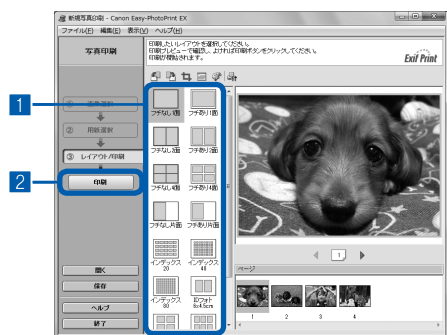 新規写真印刷 - Canon Easy-PhotoPrint EX
ファイル(F) 編集(E) 表示(V) ヘルプ(H)
写真印刷
印刷したいレイアウトを選択してください。
印刷プレビューで確認し、よければ印刷ボタンをクリックしてください。
印刷が開始されます。
Exif Print
1
① 写真選択
② 用紙選択
③ レイアウト/印刷
2
印刷
開く
保存
ヘルプ
終了
フチなし1面 フチあり1面
フチなし2面 フチあり2面
フチなし4面 フチあり4面
フチなし片面 フチあり片面
インデックス 20 インデックス 48
インデックス 80 IDフォト 6x4.5cm
1
ページ
1 2 3 4